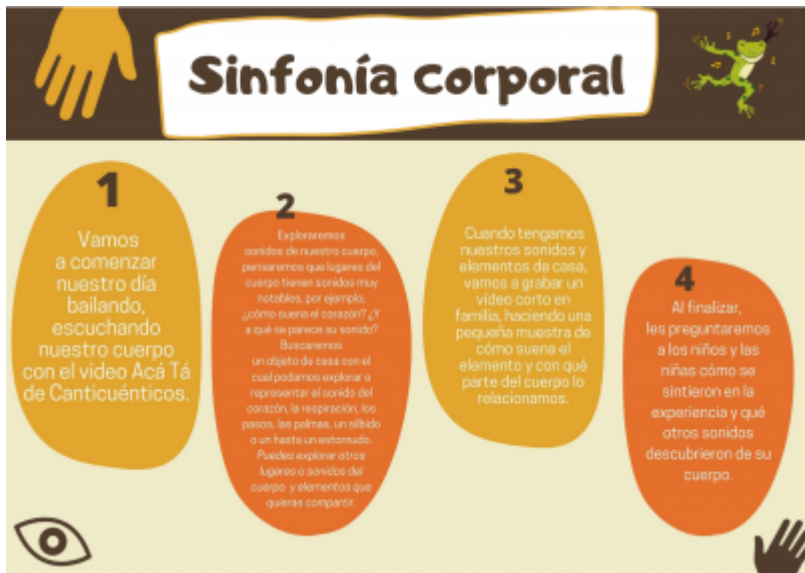 Sinfonía corporal
1
Vamos
a comenzar
nuestro día
bailando,
escuchando
nuestro cuerpo
con el video Acá Tá
de Canticuénticos.
2
Exploraremos
sonidos de nuestro cuerpo,
pensaremos que lugares del
cuerpo tienen sonidos muy
notables, por ejemplo,
¿cómo suena el corazón? ¿Y
a qué se parece su sonido?
Buscaremos
un objeto de casa con el
cual podamos explorar o
representar el sonido del
corazón, la respiración, los
pasos, las palmas, un silbido
o un hasta un estornudo.
Puedes explorar otros
lugares o sonidos del
cuerpo y elementos que
quieras compartir.
3
Cuando tengamos
nuestros sonidos y
elementos de casa,
vamos a grabar un
vídeo corto en
familia, haciendo una
pequeña muestra de
cómo suena el
elemento y con qué
parte del cuerpo lo
relacionamos.
4
Al finalizar,
les preguntaremos
a los niños y las
niñas cómo se
sintieron en la
experiencia y qué
otros sonidos
descubrieron de su
cuerpo.